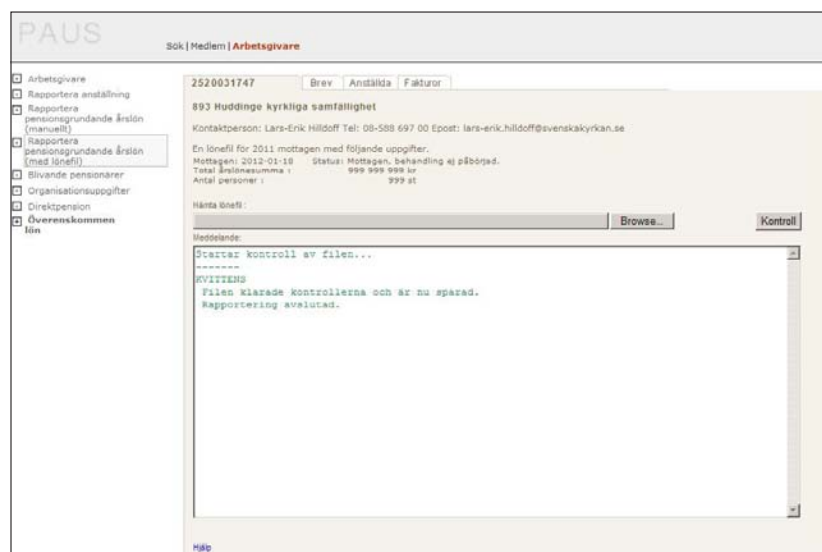 PAUS
Sök | Medlem | Arbetsgivare
Arbetsgivare
Rapportera anställning
Rapportera
pensionsgrundande årslön
(manuellt)
Rapportera
pensionsgrundande årslön
(med lönefil)
Blivande pensionärer
Organisationsuppgifter
Direktpension
Överenskommen
lön
2520031747 Brev Anställda Fakturor
893 Huddinge kyrkliga samfällighet
Kontaktperson: Lars-Erik Hilldoff Tel: 08-588 697 00 Epost: lars-erik.hilldoff@svenskakyrkan.se
En lönefil för 2011 mottagen med följande uppgifter.
Mottagen: 2012-01-18 Status: Mottagen, behandling ej påbörjad.
Total årslönesumma : 999 999 999 kr
Antal personer : 999 st
Hämta lönefil :
Browse... Kontroll
Meddelande:
Startar kontroll av filen...
-------
KVITTENS
Filen klarade kontrollerna och är nu sparad.
Rapportering avslutad.
Hjälp